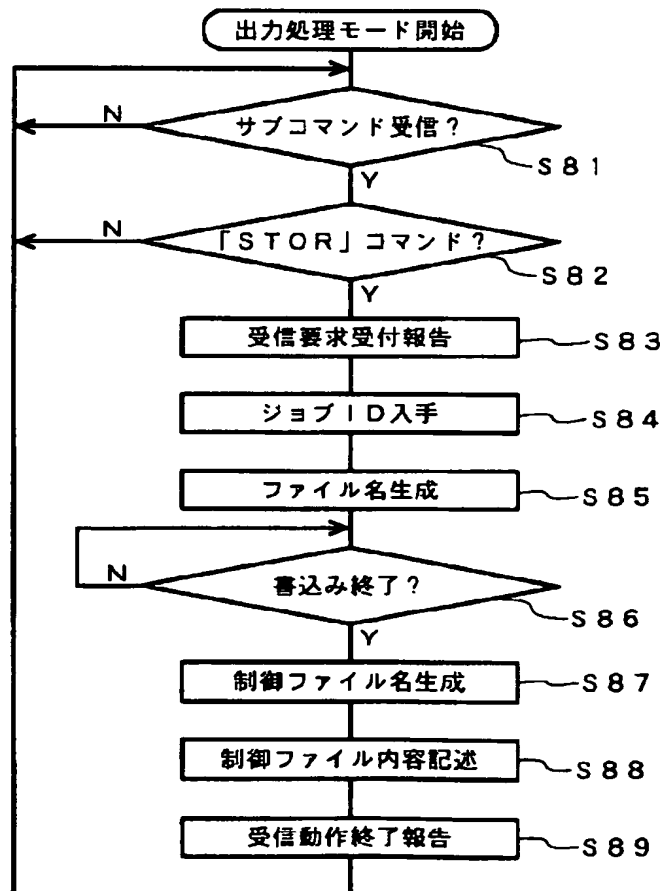 出力処理モード開始
N
サブコマンド受信?
S81
Y
N
「STOR」コマンド?
S82
Y
受信要求受付報告
S83
ジョブID入手
S84
ファイル名生成
S85
N
書込み終了?
S86
Y
制御ファイル名生成
S87
制御ファイル内容記述
S88
受信動作終了報告
S89